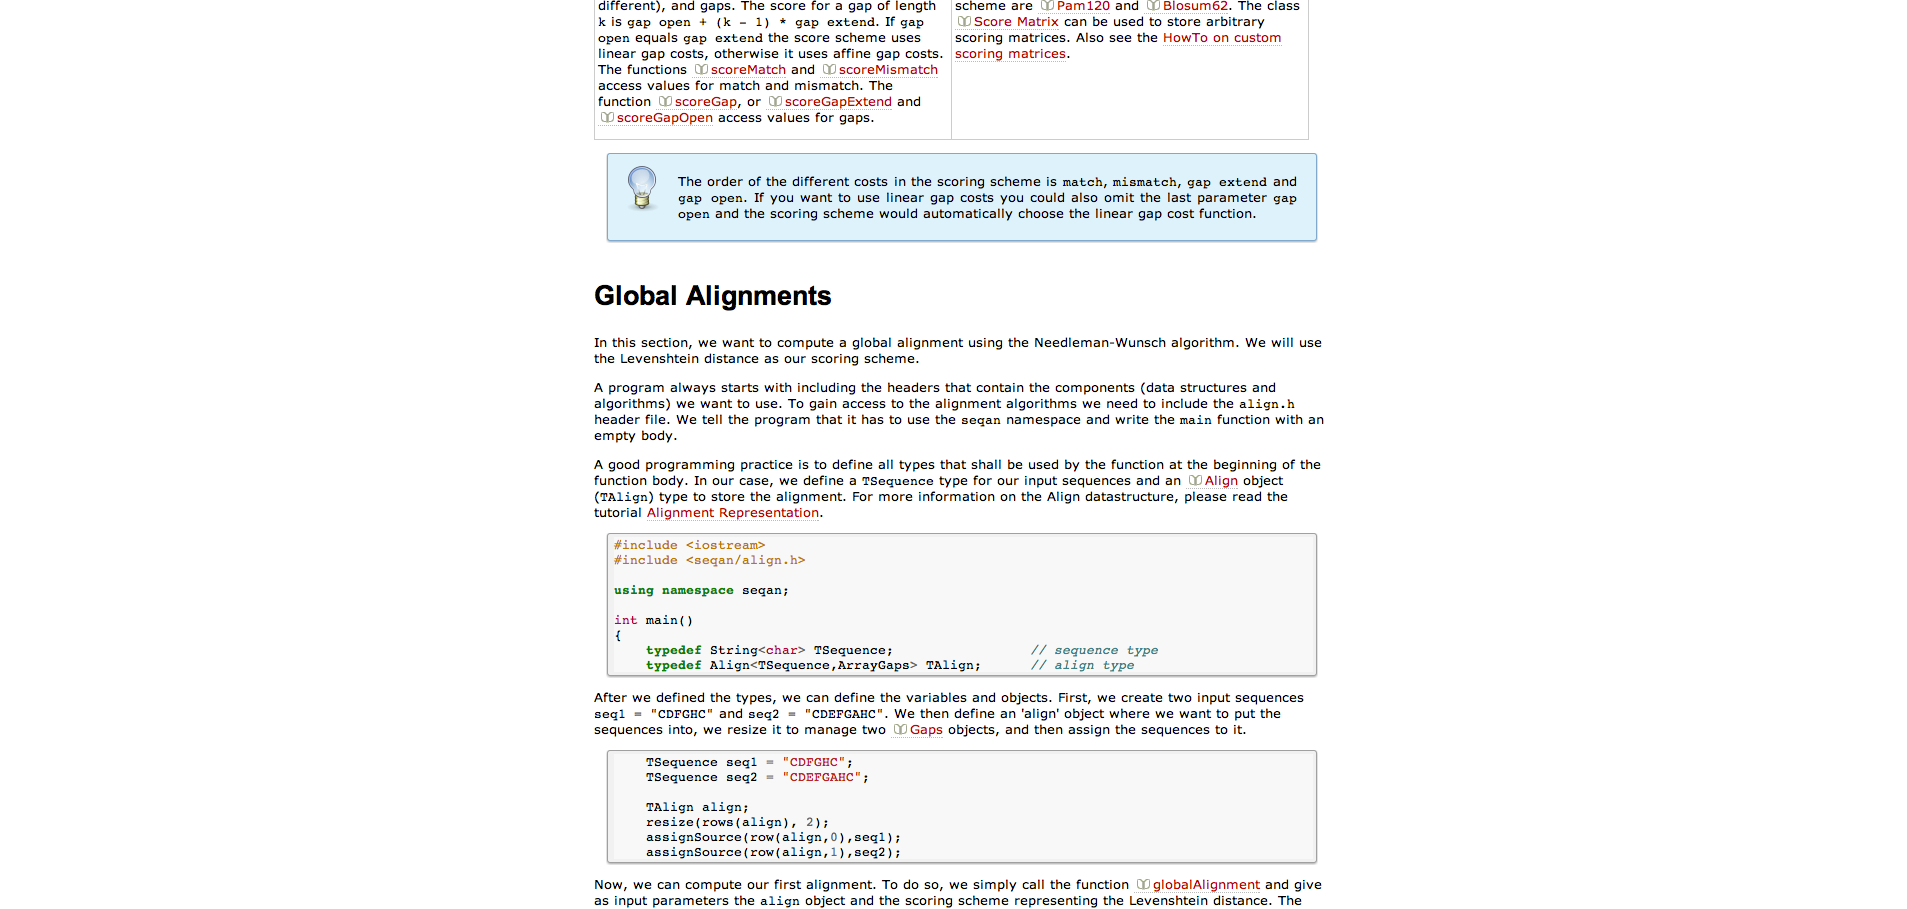 different), and gaps. The score for a gap of length
k is gap open + (k - 1) * gap extend. If gap
open equals gap extend the score scheme uses
linear gap costs, otherwise it uses affine gap costs.
The functions scoreMatch and scoreMismatch
access values for match and mismatch. The
function scoreGap, or scoreGapExtend and
scoreGapOpen access values for gaps.
scheme are Pam120 and Blosum62. The class
Score Matrix can be used to store arbitrary
scoring matrices. Also see the HowTo on custom
scoring matrices.
The order of the different costs in the scoring scheme is match, mismatch, gap extend and
gap open. If you want to use linear gap costs you could also omit the last parameter gap
open and the scoring scheme would automatically choose the linear gap cost function.
Global Alignments
In this section, we want to compute a global alignment using the Needleman-Wunsch algorithm. We will use
the Levenshtein distance as our scoring scheme.
A program always starts with including the headers that contain the components (data structures and
algorithms) we want to use. To gain access to the alignment algorithms we need to include the align.h
header file. We tell the program that it has to use the seqan namespace and write the main function with an
empty body.
A good programming practice is to define all types that shall be used by the function at the beginning of the
function body. In our case, we define a TSequence type for our input sequences and an Align object
(TAlign) type to store the alignment. For more information on the Align datastructure, please read the
tutorial Alignment Representation.
#include <iostream>
#include <seqan/align.h>
using namespace seqan;
int main()
{
typedef String<char> TSequence; // sequence type
typedef Align<TSequence,ArrayGaps> TAlign; // align type
After we defined the types, we can define the variables and objects. First, we create two input sequences
seq1 = "CDFGHC" and seq2 = "CDEFGAHC". We then define an 'align' object where we want to put the
sequences into, we resize it to manage two Gaps objects, and then assign the sequences to it.
TSequence seq1 = "CDFGHC";
TSequence seq2 = "CDEFGAHC";
TAlign align;
resize(rows(align), 2);
assignSource(row(align,0),seq1);
assignSource(row(align,1),seq2);
Now, we can compute our first alignment. To do so, we simply call the function globalAlignment and give
as input parameters the align object and the scoring scheme representing the Levenshtein distance. The